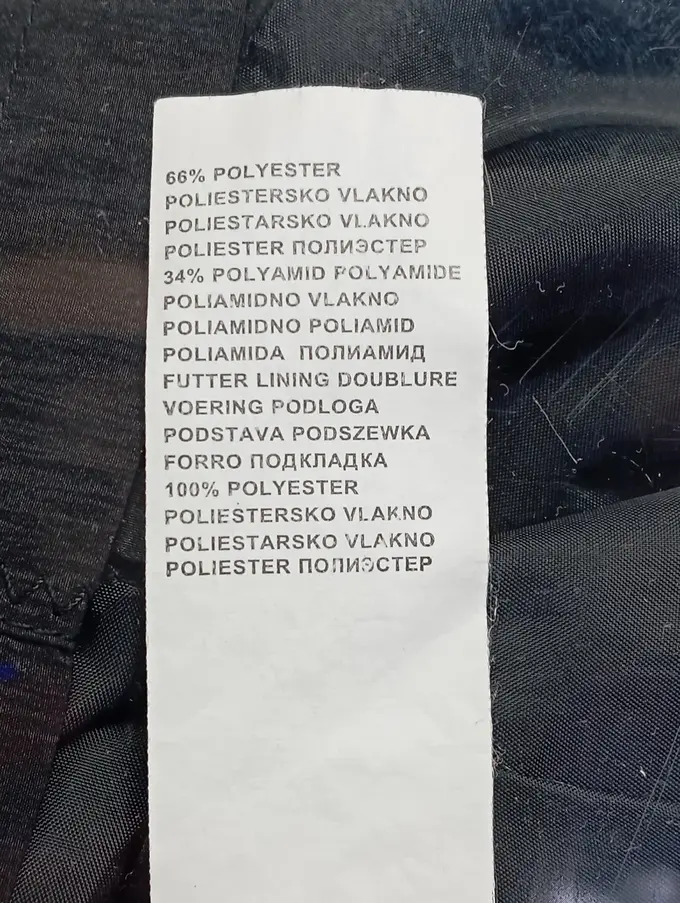 66% POLYESTER
POLIESTERSKO VLAKNO
POLIESTARSKO VLAKNO
POLIESTER ПОЛИЭСТЕР
34% POLYAMID POLYAMIDE
POLIAMIDNO VLAKNO
POLIAMIDNO POLIAMID
POLIAMIDA ПОЛИАМИД
FUTTER LINING DOUBLURE
VOERING PODLOGA
PODSTAVA PODSZEWKA
FORRO ПОДКЛАДКА
100% POLYESTER
POLIESTERSKO VLAKNO
POLIESTARSKO VLAKNO
POLIESTER ПОЛИЭСТЕР